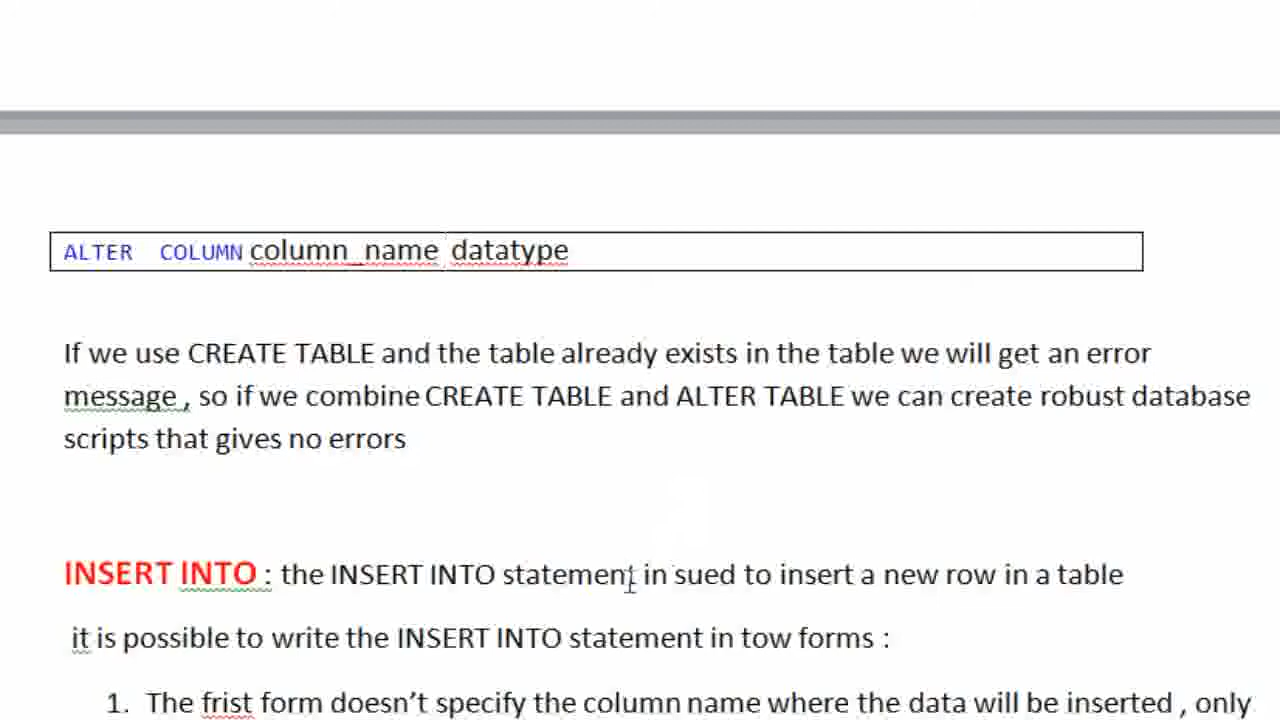 ALTER COLUMN column_name datatype
If we use CREATE TABLE and the table already exists in the table we will get an error
message , so if we combine CREATE TABLE and ALTER TABLE we can create robust database
scripts that gives no errors
INSERT INTO : the INSERT INTO statement in sued to insert a new row in a table
it is possible to write the INSERT INTO statement in tow forms :
1. The frist form doesn’t specify the column name where the data will be inserted , only